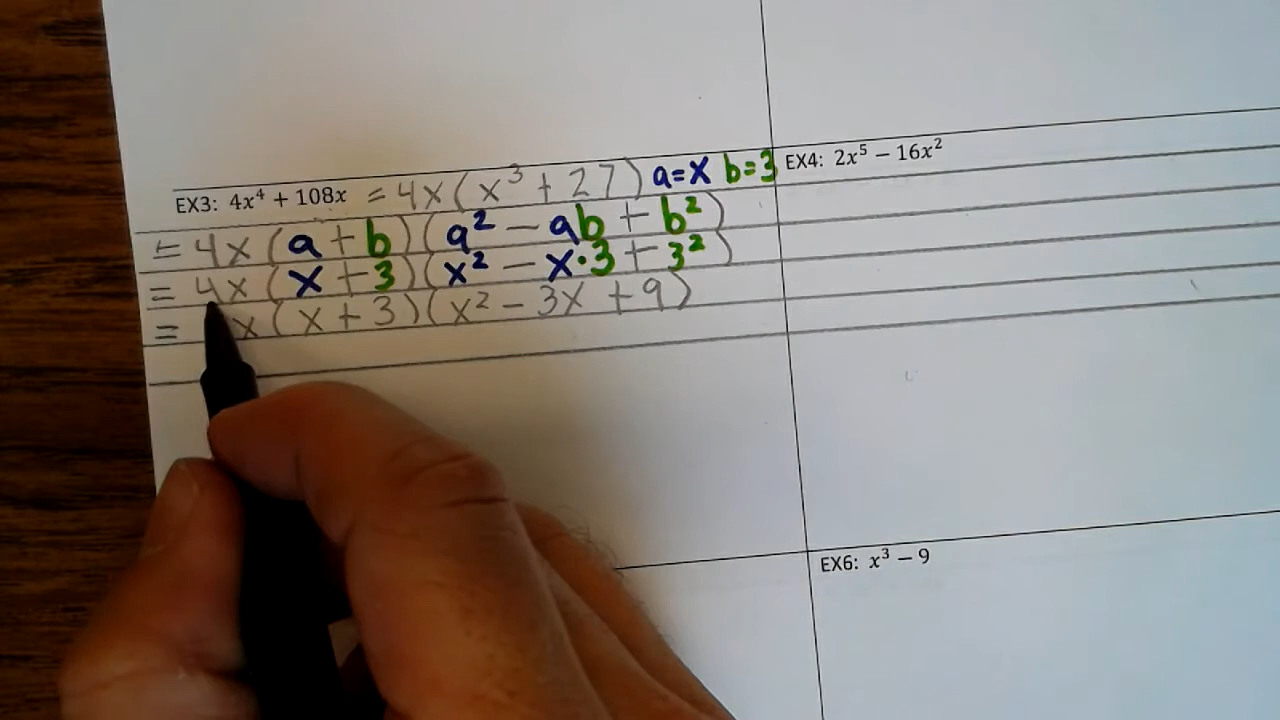 EX3: 4x⁴ + 108x = 4x(x³ + 27) a=x b=3
= 4x(a + b)(a² − ab + b²)
= 4x(x + 3)(x² − x·3 + 3²)
= x(x + 3)(x² − 3x + 9)
EX4: 2x⁵ − 16x²
EX6: x³ − 9